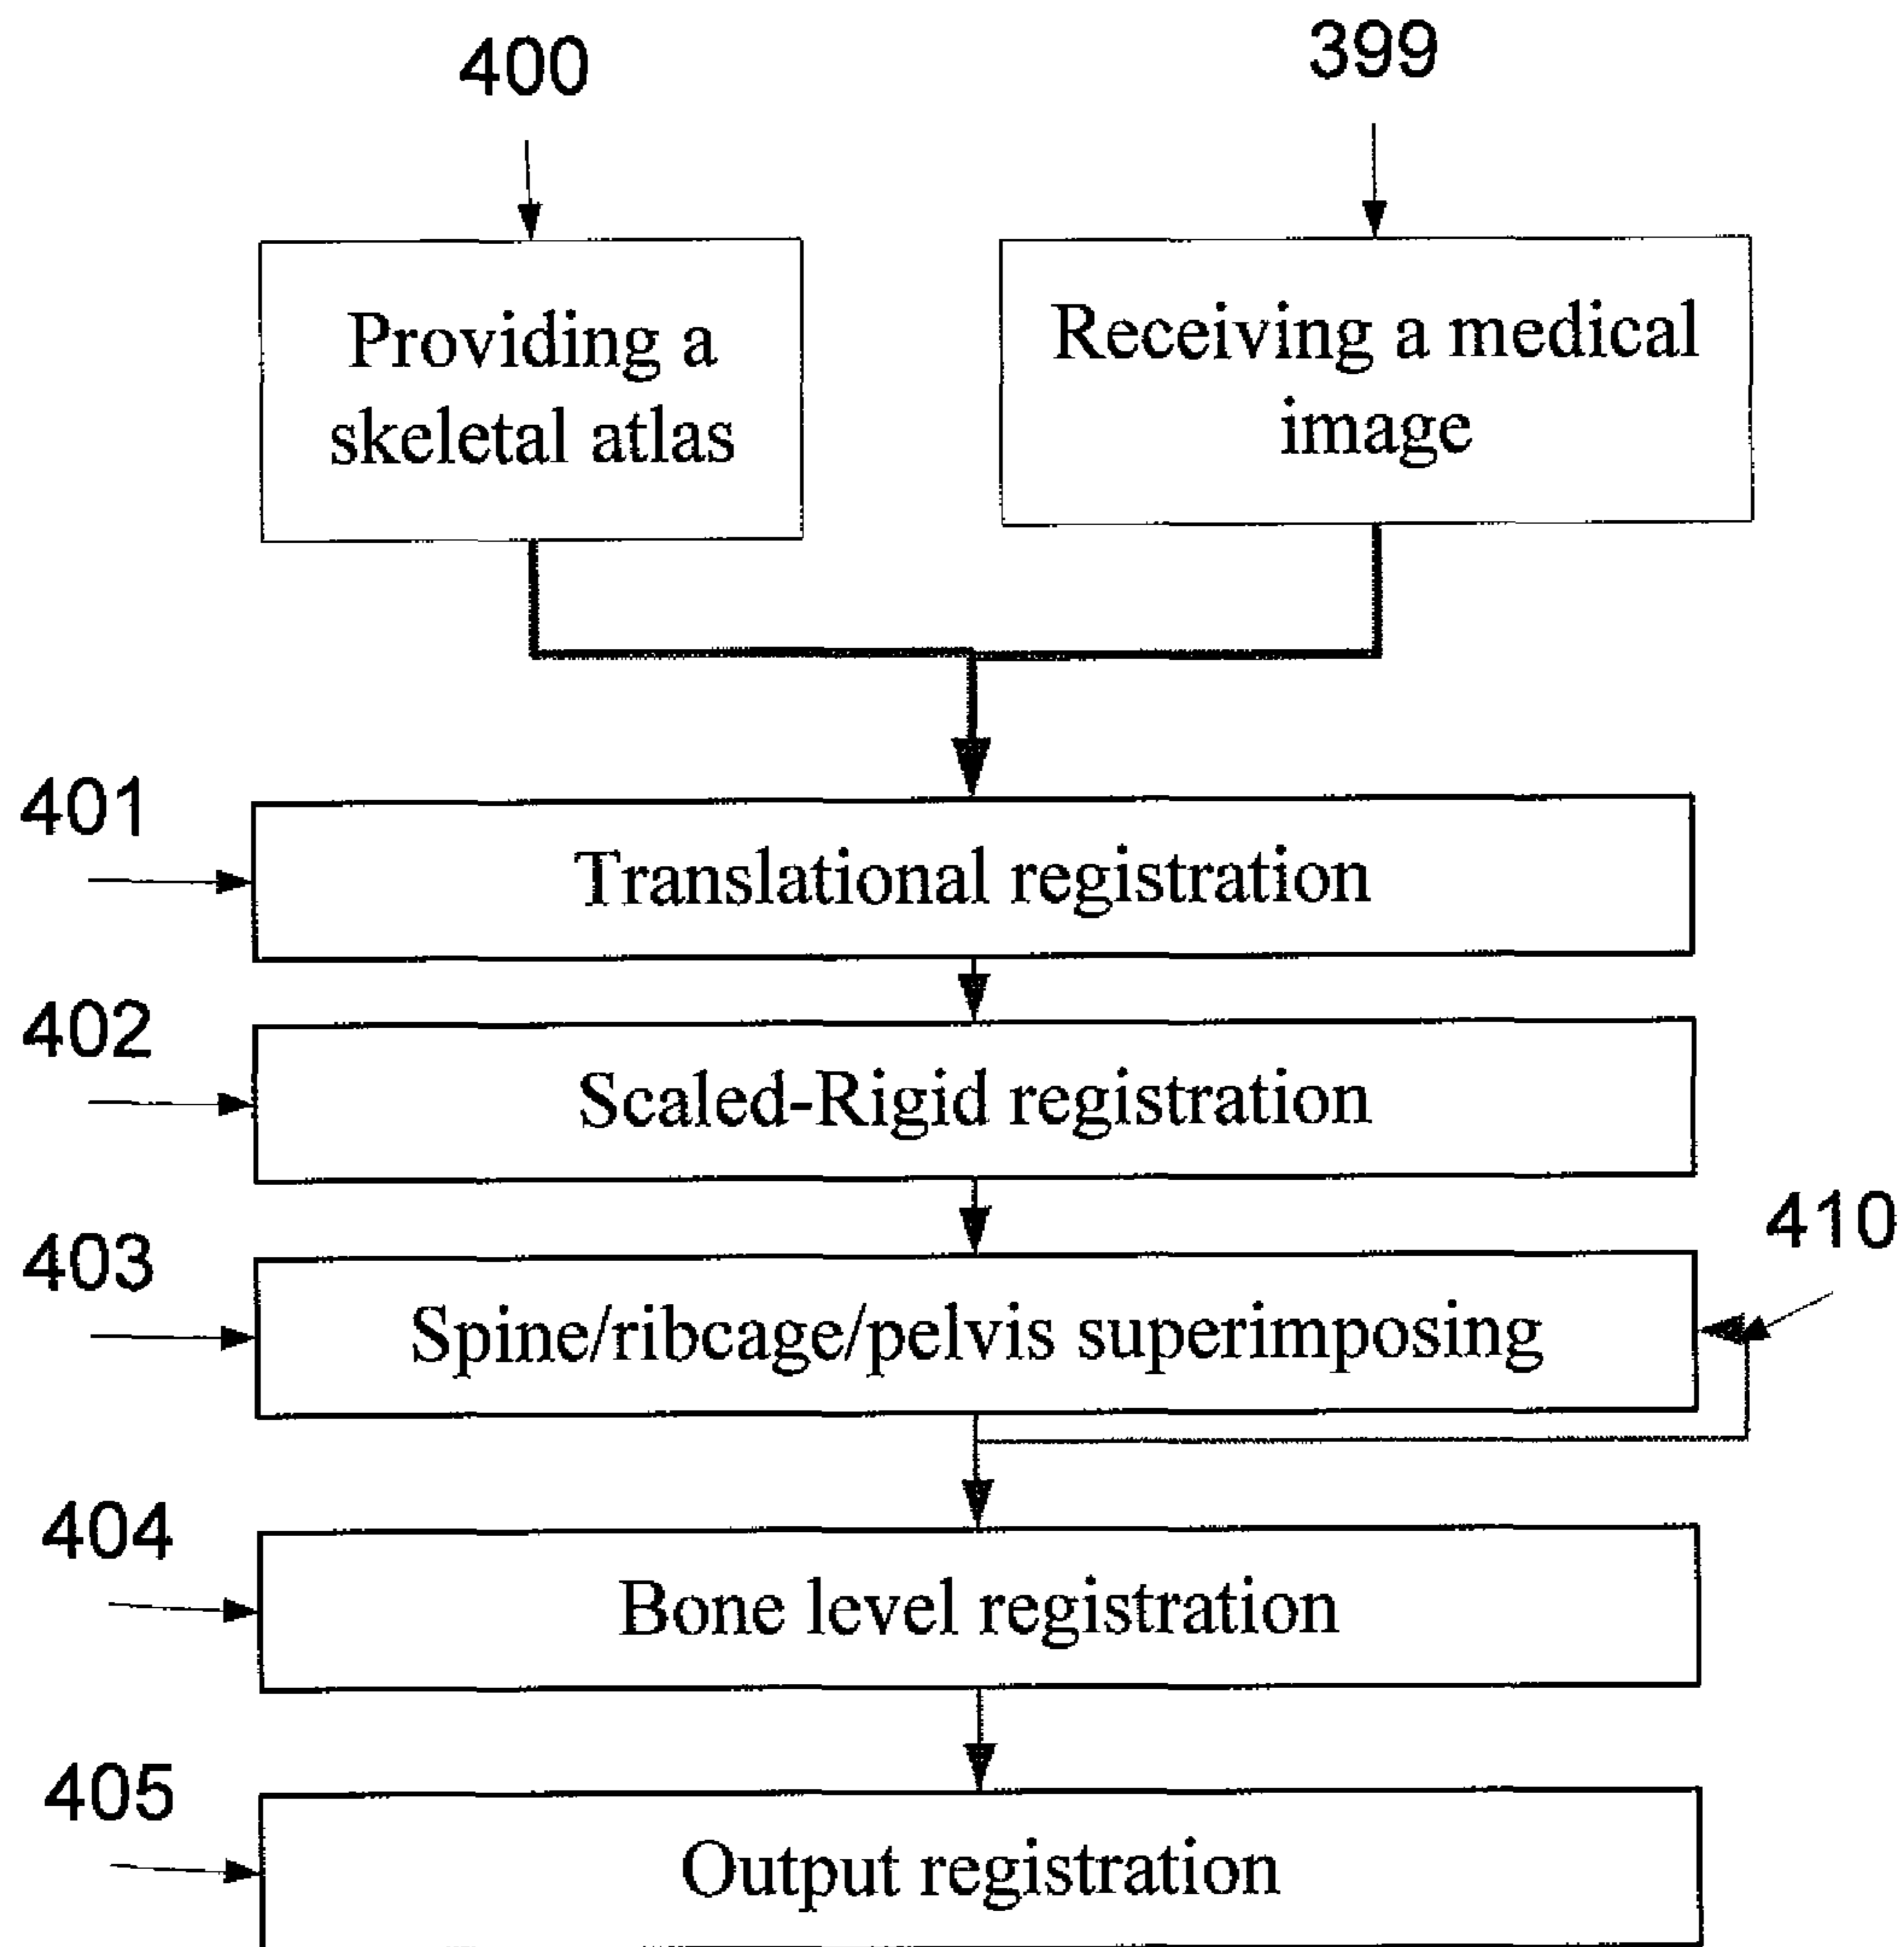 400
399
Providing a
skeletal atlas
Receiving a medical
image
401
Translational registration
402
Scaled-Rigid registration
410
403
Spine/ribcage/pelvis superimposing
404
Bone level registration
405
Output registration